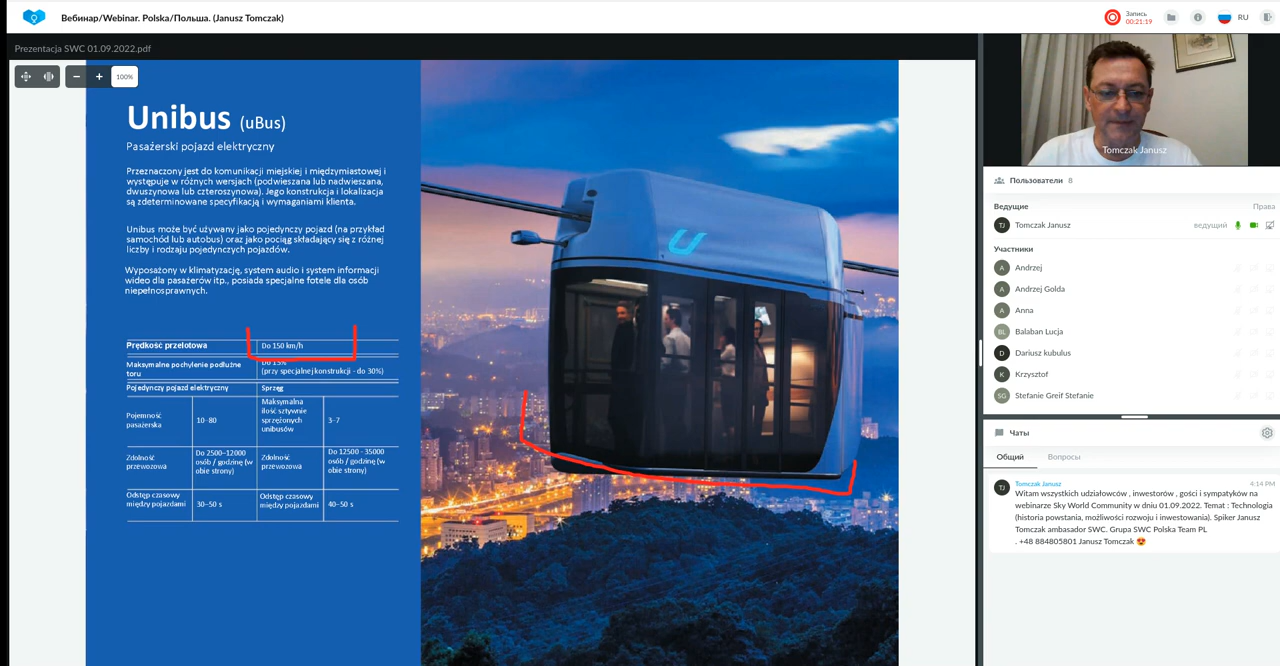 Вебинар/Webinar. Polska/Польша. (Janusz Tomczak)
Запись
00:21:19
RU
Prezentacja SWC 01.09.2022.pdf
100%
Unibus (uBus)
Pasażerski pojazd elektryczny
Przeznaczony jest do komunikacji miejskiej i międzymiastowej i
występuje w różnych wersjach (podwieszana lub nadwieszana,
dwuszynowa lub czteroszynowa). Jego konstrukcja i lokalizacja
są zdeterminowane specyfikacją i wymaganiami klienta.
Unibus może być używany jako pojedynczy pojazd (na przykład
samochód lub autobus) oraz jako pociąg składający się z różnej
liczby i rodzaju pojedynczych pojazdów.
Wyposażony w klimatyzację, system audio i system informacji
wideo dla pasażerów itp., posiada specjalne fotele dla osób
niepełnosprawnych.
Prędkość przelotowa
Do 150 km/h
Maksymalne pochylenie podłużne
toru
Do 15%
(przy specjalnej konstrukcji - do 30%)
Pojedynczy pojazd elektryczny
Sprzęg
Pojemność
pasażerska
10–80
Maksymalna
ilość sztywnie
sprzężonych
unibusów
3–7
Zdolność
przewozowa
Do 2500–12000
osób / godzinę (w
obie strony)
Zdolność
przewozowa
Do 12500 - 35000
osób / godzinę (w
obie strony)
Odstęp czasowy
między pojazdami
30–50 s
Odstęp czasowy
między pojazdami
40–50 s
Tomczak Janusz
Пользователи 8
Ведущие
Права
TJ
Tomczak Janusz
ведущий
Участники
A
Andrzej
A
Andrzej Golda
A
Anna
BL
Balaban Lucja
D
Dariusz kubulus
K
Krzysztof
SG
Stefanie Greif Stefanie
Чаты
Общий
Вопросы
TJ
Tomczak Janusz
4:14 PM
Witam wszystkich udziałowców , inwestorów , gości i sympatyków na
webinarze Sky World Community w dniu 01.09.2022. Temat : Technologia
(historia powstania, możliwości rozwoju i inwestowania). Spiker Janusz
Tomczak ambasador SWC. Grupa SWC Polska Team PL
. +48 884805801 Janusz Tomczak 😍